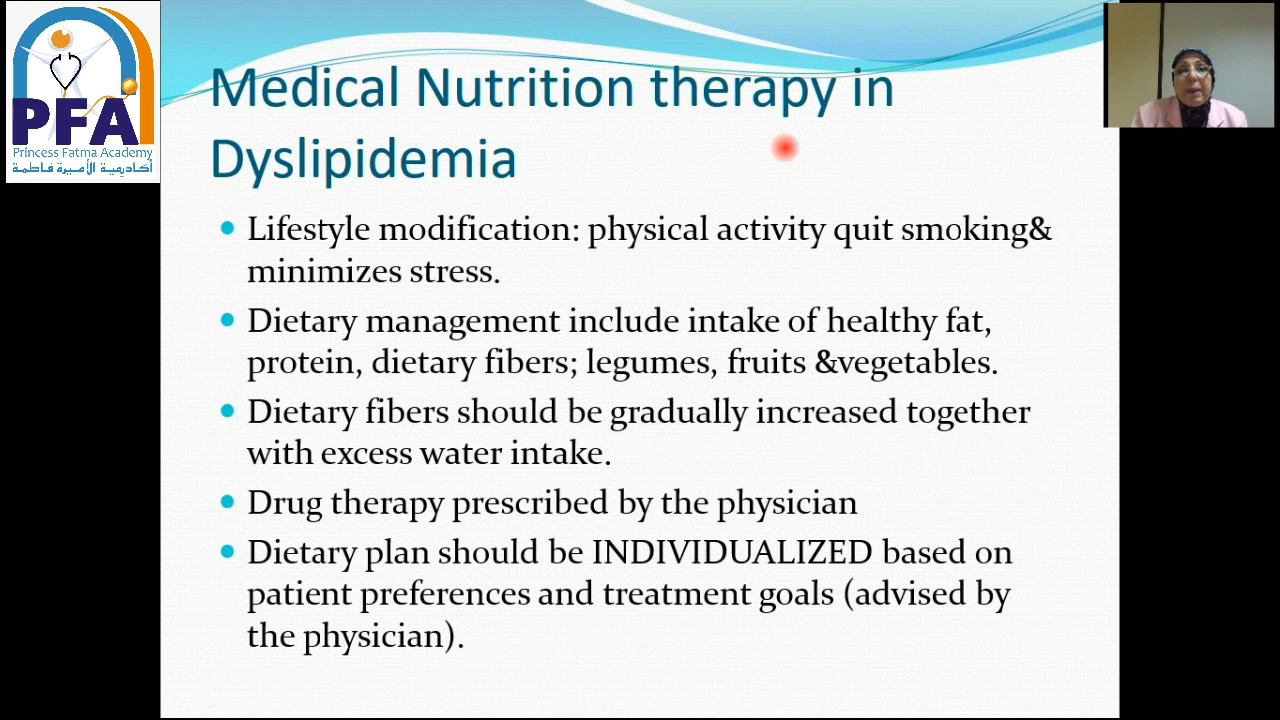 PFA
Princess Fatma Academy
أكاديمية الأميرة فاطمة
Medical Nutrition therapy in
Dyslipidemia
• Lifestyle modification: physical activity quit smoking&
minimizes stress.
• Dietary management include intake of healthy fat,
protein, dietary fibers; legumes, fruits &vegetables.
• Dietary fibers should be gradually increased together
with excess water intake.
• Drug therapy prescribed by the physician
• Dietary plan should be INDIVIDUALIZED based on
patient preferences and treatment goals (advised by
the physician).